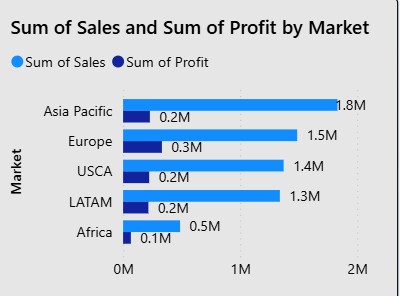 Sum of Sales and Sum of Profit by Market
Sum of Sales Sum of Profit
Market
Asia Pacific 1.8M
0.2M
Europe 1.5M
0.3M
USCA 1.4M
0.2M
LATAM 1.3M
0.2M
Africa 0.5M
0.1M
0M 1M 2M